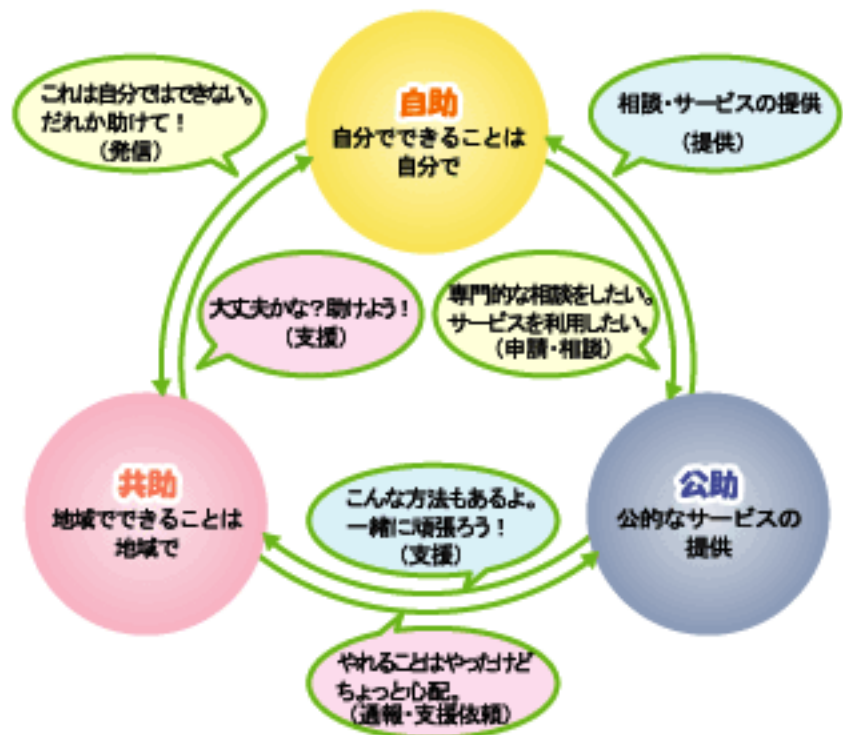 自助
自分でできることは
自分で
これは自分ではできない。
だれか助けて！
（発信）
相談・サービスの提供
（提供）
大丈夫かな？助けよう！
（支援）
専門的な相談をしたい。
サービスを利用したい。
（申請・相談）
共助
地域でできることは
地域で
公助
公的なサービスの
提供
こんな方法もあるよ。
一緒に頑張ろう！
（支援）
やれることはやったけど
ちょっと心配。
（通報・支援依頼）